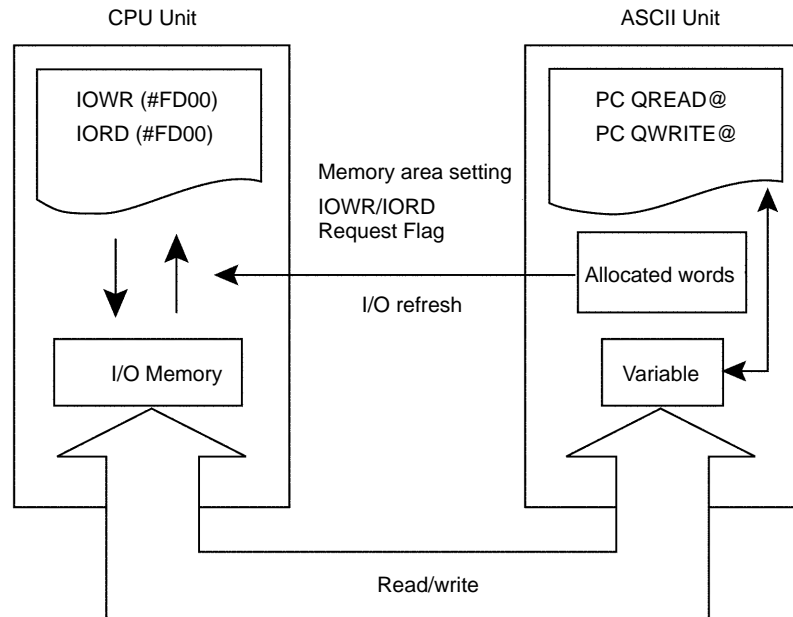 CPU Unit
ASCII Unit
IOWR (#FD00)
IORD (#FD00)
PC QREAD@
PC QWRITE@
Memory area setting
IOWR/IORD
Request Flag
Allocated words
I/O refresh
I/O Memory
Variable
Read/write